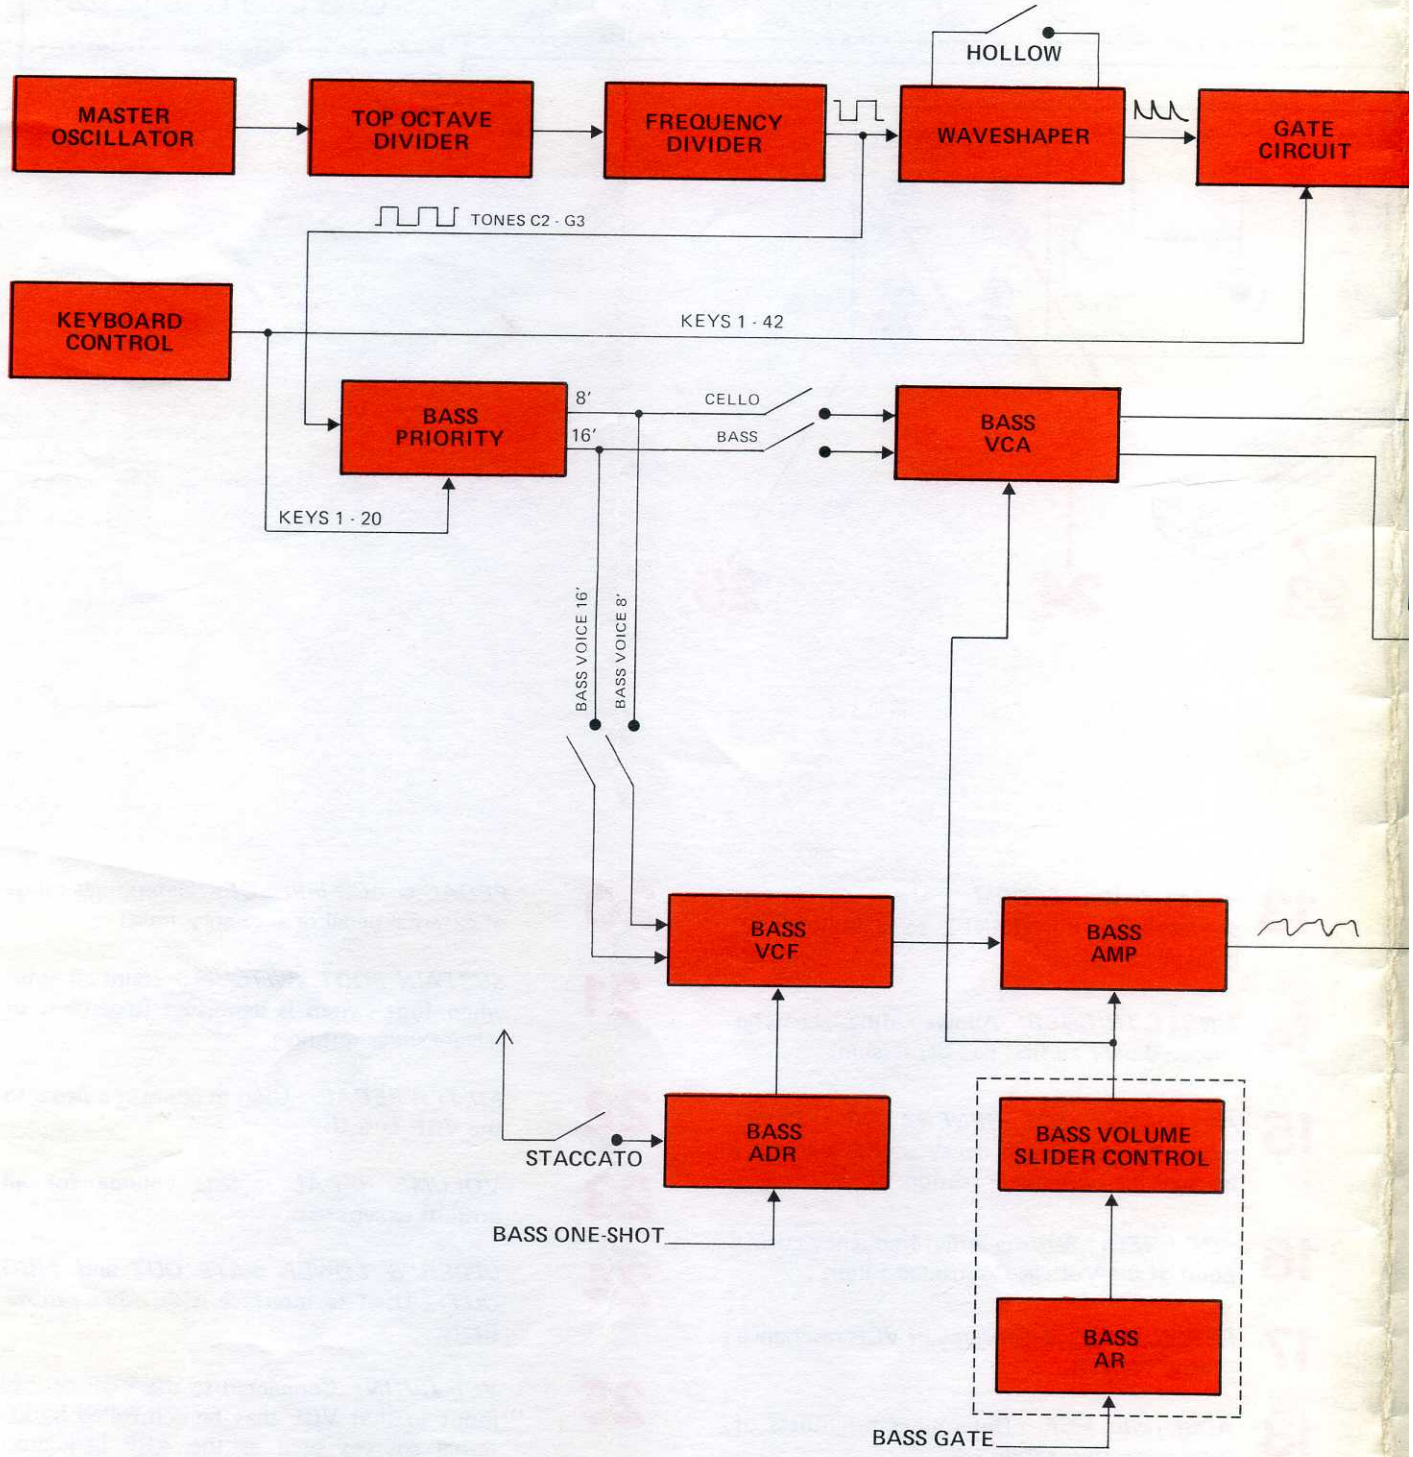 HOLLOW
MASTER
OSCILLATOR
TOP OCTAVE
DIVIDER
FREQUENCY
DIVIDER
WAVESHAPER
GATE
CIRCUIT
TONES C2 - G3
KEYBOARD
CONTROL
KEYS 1 - 42
BASS
PRIORITY
8'
16'
CELLO
BASS
BASS
VCA
KEYS 1 - 20
BASS VOICE 16'
BASS VOICE 8'
BASS
VCF
BASS
AMP
STACCATO
BASS
ADR
BASS VOLUME
SLIDER CONTROL
BASS ONE-SHOT
BASS
AR
BASS GATE